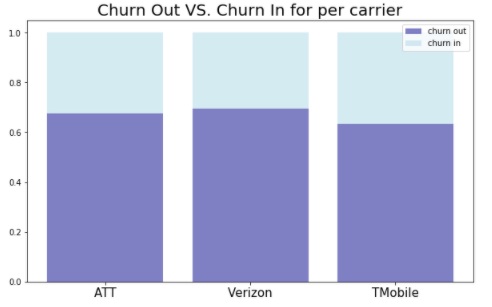 Churn Out VS. Churn In for per carrier
churn out
churn in
1.0
0.8
0.6
0.4
0.2
0.0
ATT
Verizon
TMobile